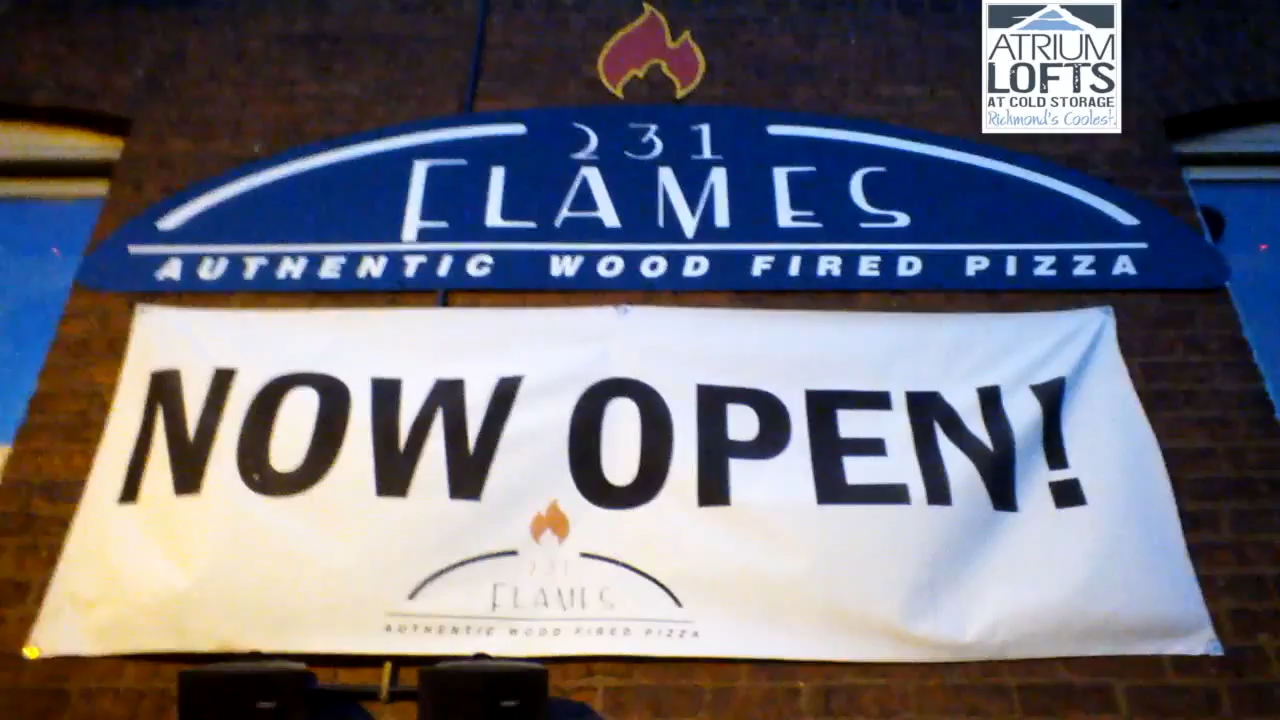 ATRIUM
LOFTS
AT COLD STORAGE
Richmond's Coolest.
231
FLAMES
AUTHENTIC WOOD FIRED PIZZA
NOW OPEN!
231
FLAMES
AUTHENTIC WOOD FIRED PIZZA